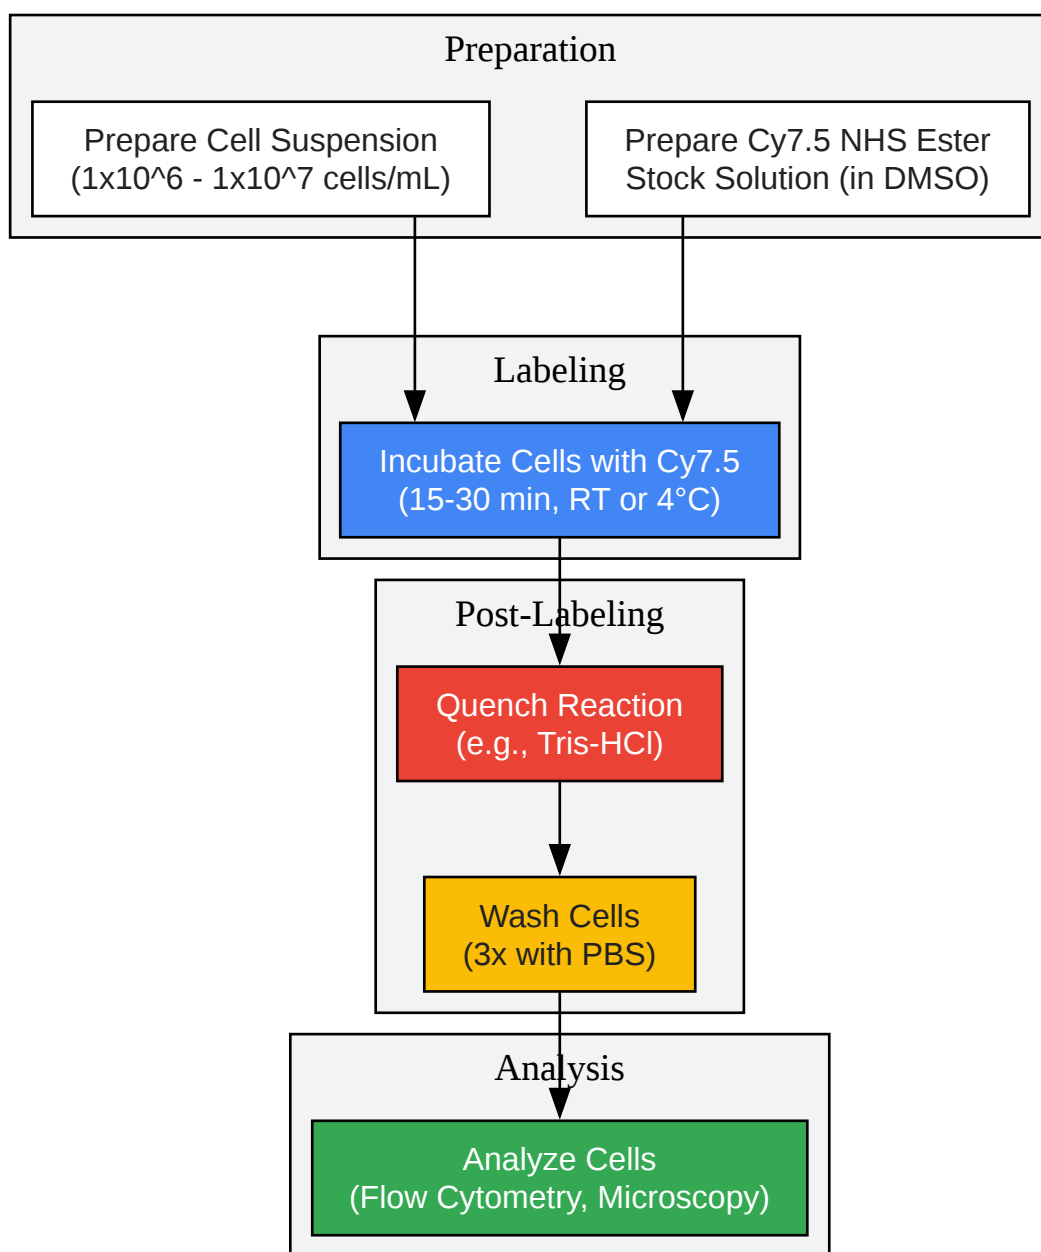 Preparation
Prepare Cell Suspension
(1x10^6 - 1x10^7 cells/mL)
Prepare Cy7.5 NHS Ester
Stock Solution (in DMSO)
Labeling
Incubate Cells with Cy7.5
(15-30 min, RT or 4°C)
Post-Labeling
Quench Reaction
(e.g., Tris-HCl)
Wash Cells
(3x with PBS)
Analysis
Analyze Cells
(Flow Cytometry, Microscopy)